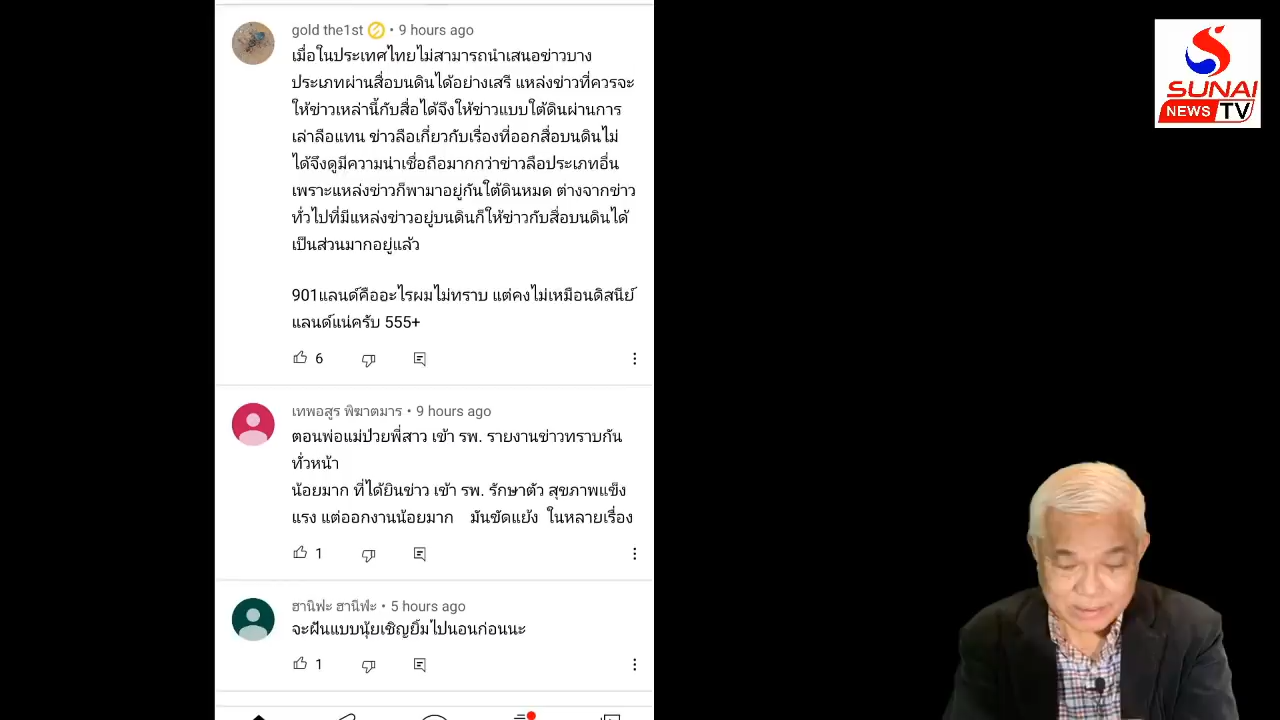 gold the1st • 9 hours ago
เมื่อในประเทศไทยไม่สามารถนำเสนอข่าวบาง
ประเภทผ่านสื่อบนดินได้อย่างเสรี แหล่งข่าวที่ควรจะ
ให้ข่าวเหล่านี้กับสื่อได้จึงให้ข่าวแบบใต้ดินผ่านการ
เล่าลือแทน ข่าวลือเกี่ยวกับเรื่องที่ออกสื่อบนดินไม่
ได้จึงดูมีความน่าเชื่อถือมากกว่าข่าวลือประเภทอื่น
เพราะแหล่งข่าวก็พามาอยู่กันใต้ดินหมด ต่างจากข่าว
ทั่วไปที่มีแหล่งข่าวอยู่บนดินก็ให้ข่าวกับสื่อบนดินได้
เป็นส่วนมากอยู่แล้ว
901แลนด์คืออะไรผมไม่ทราบ แต่คงไม่เหมือนดิสนีย์
แลนด์แน่ครับ 555+
6
เทพอสูร พิฆาตมาร • 9 hours ago
ตอนพ่อแม่ป่วยพี่สาว เข้า รพ. รายงานข่าวทราบกัน
ทั่วหน้า
น้อยมาก ที่ได้ยินข่าว เข้า รพ. รักษาตัว สุขภาพแข็ง
แรง แต่ออกงานน้อยมาก มันขัดแย้ง ในหลายเรื่อง
1
ฮานิฟะ ฮานีฟ๊ะ • 5 hours ago
จะฝันแบบนุ้ยเชิญยิ้มไปนอนก่อนนะ
1
SUNAI
NEWS TV